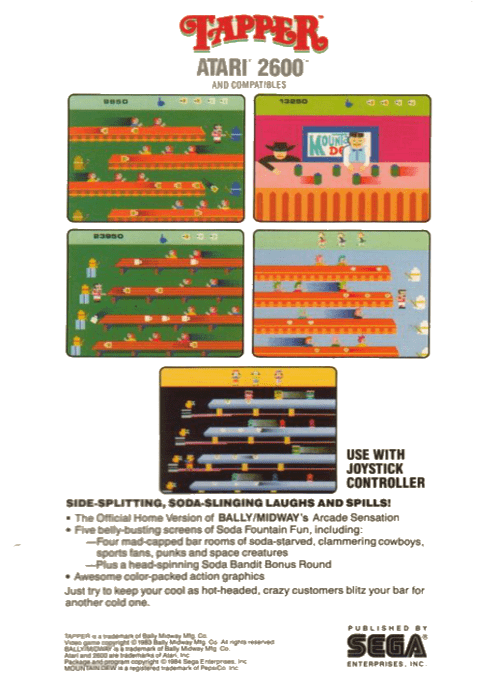 TAPPER
ATARI® 2600™
AND COMPATIBLES
9650
13250
MOUNTAIN
DEW
23950
USE WITH
JOYSTICK
CONTROLLER
SIDE-SPLITTING, SODA-SLINGING LAUGHS AND SPILLS!
• The Official Home Version of BALLY/MIDWAY's Arcade Sensation
• Five belly-busting screens of Soda Fountain Fun, including:
—Four mad-capped bar rooms of soda-starved, clammering cowboys,
sports fans, punks and space creatures
—Plus a head-spinning Soda Bandit Bonus Round
• Awesome color-packed action graphics
Just try to keep your cool as hot-headed, crazy customers blitz your bar for
another cold one.
TAPPER is a trademark of Bally Midway Mfg. Co.
Video game copyright © 1983 Bally Midway Mfg. Co. All rights reserved.
BALLY/MIDWAY is a trademark of Bally Midway Mfg. Co.
Atari and 2600 are trademarks of Atari, Inc.
Package and program copyright © 1984 Sega Enterprises, Inc.
MOUNTAIN DEW is a registered trademark of PepsiCo, Inc.
PUBLISHED BY
SEGA®
ENTERPRISES, INC.